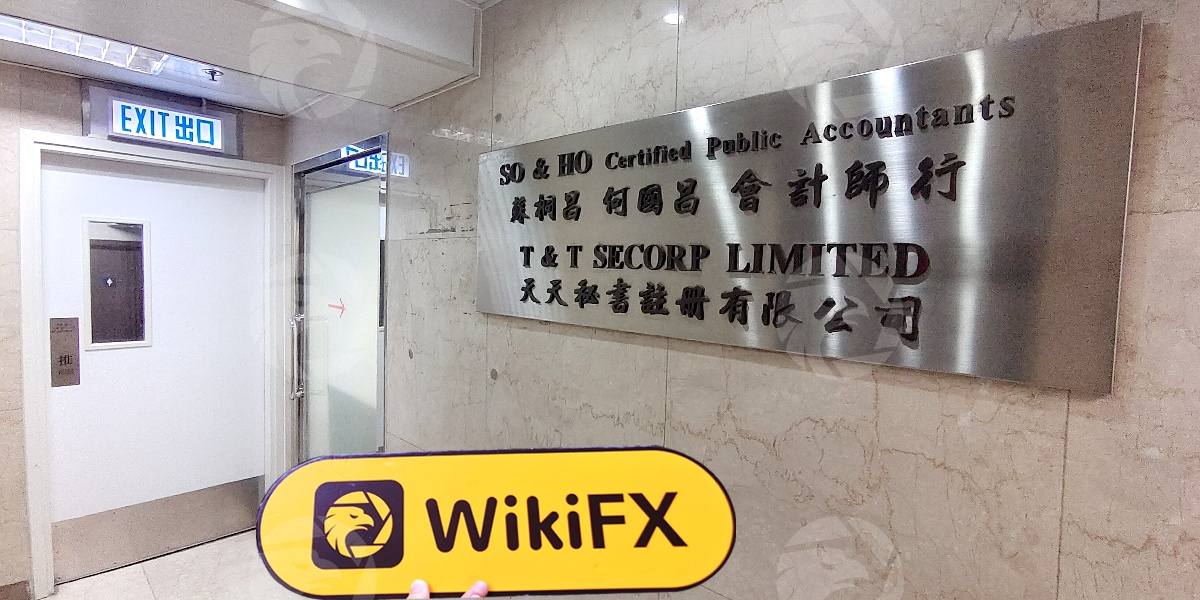 EXIT 出口
SO & HO Certified Public Accountants
蘇栢昌 何國昌 會計師行
T & T SECORP LIMITED
天天秘書註冊有限公司
推
WikiFX